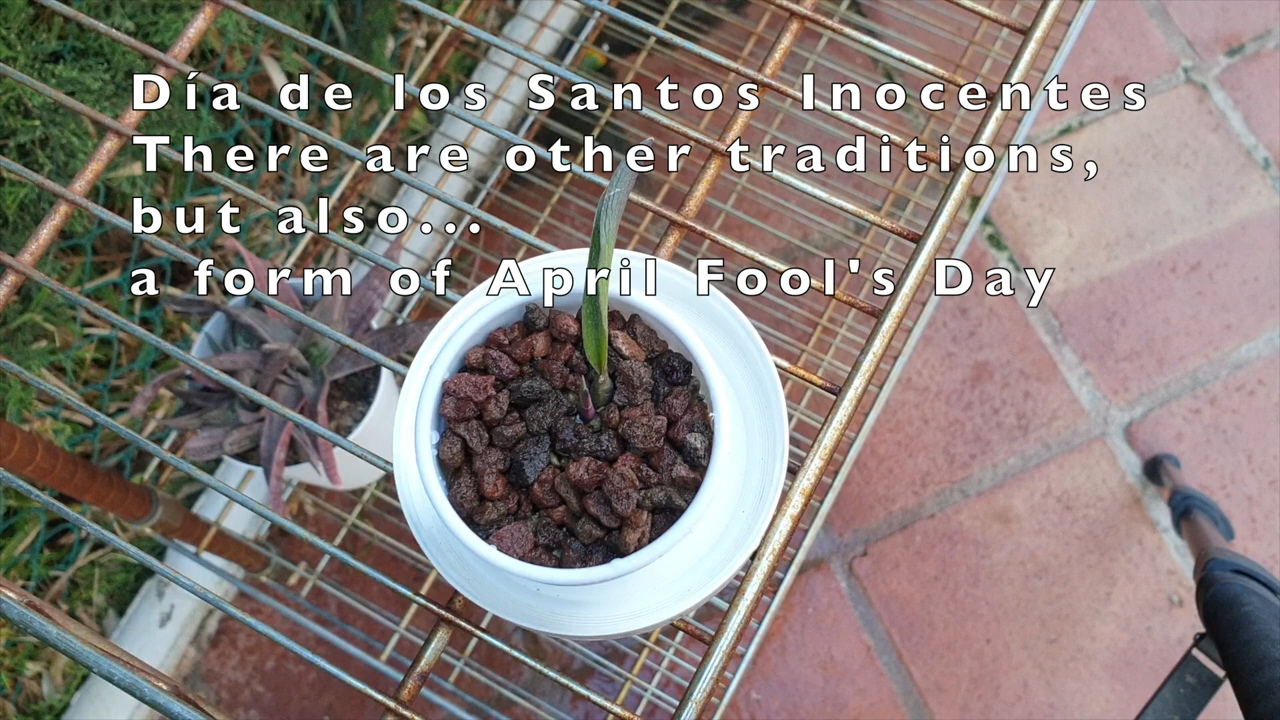 Día de los Santos Inocentes
There are other traditions,
but also...
a form of April Fool's Day